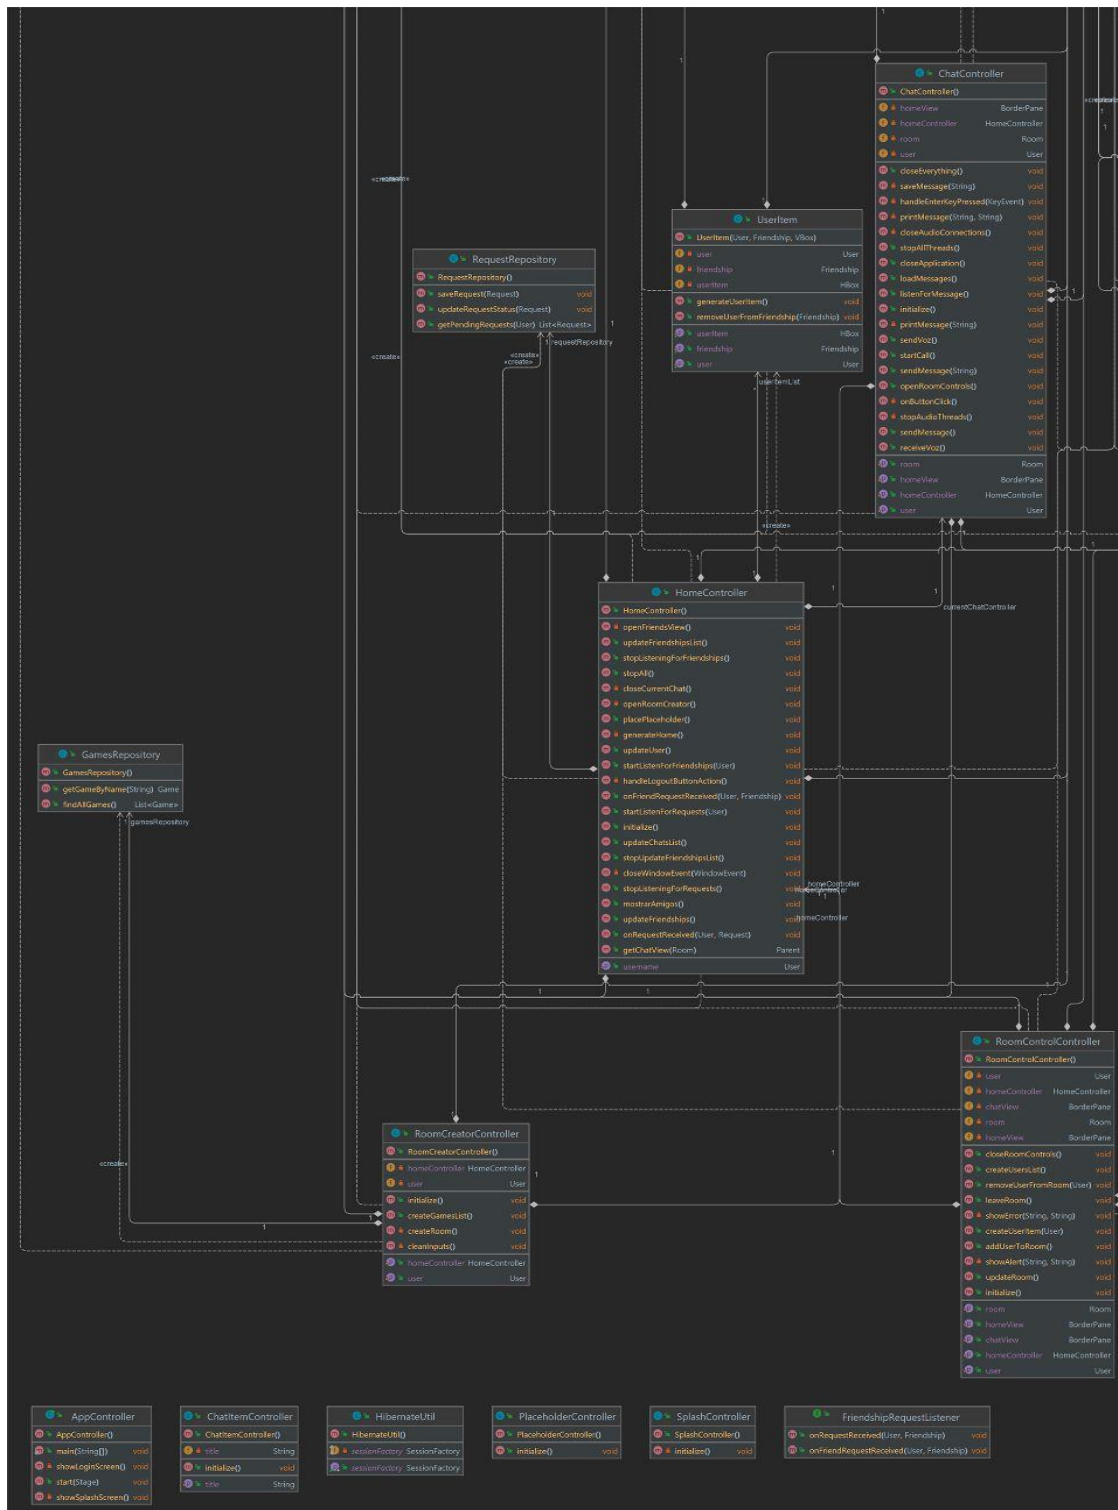 1
ChatController
ChatController()
homeView BorderPane
homeController HomeController
room Room
user User
closeEverything() void
saveMessage(String) void
handleEnterKeyPressed(KeyEvent) void
printMessage(String, String) void
closeAudioConnections() void
stopAllThreads() void
closeApplication() void
loadMessages() void
listenForMessage() void
initialize() void
printMessage(String) void
sendVoz() void
startCall() void
sendMessage(String) void
openRoomControls() void
onButtonClick() void
stopAudioThreads() void
sendMessage() void
receiveVoz() void
room Room
homeView BorderPane
homeController HomeController
user User
1
1
UserItem
UserItem(User, Friendship, VBox)
user User
friendship Friendship
userItem HBox
generateUserItem() void
removeUserFromFriendship(Friendship) void
userItem HBox
friendship Friendship
user User
userItemList
RequestRepository
RequestRepository()
saveRequest(Request) void
updateRequestStatus(Request) void
getPendingRequests(User) List<Request>
1 requestRepository
«create»
«create»
«create»
«create»
HomeController
HomeController()
openFriendsView() void
updateFriendshipsList() void
stopListeningForFriendships() void
stopAll() void
closeCurrentChat() void
openRoomCreator() void
placePlaceholder() void
generateHome() void
updateUser() void
startListenForFriendships(User) void
handleLogoutButtonAction() void
onFriendRequestReceived(User, Friendship) void
startListenForRequests(User) void
initialize() void
updateChatsList() void
stopUpdateFriendshipsList() void
closeWindowEvent(WindowEvent) void
stopListeningForRequests() void
mostrarAmigos() void
updateFriendships() void
onRequestReceived(User, Request) void
getChatView(Room) Parent
username User
currentChatController
homeController
homeController
GamesRepository
GamesRepository()
getGameByName(String) Game
findAllGames() List<Game>
1 gamesRepository
«create»
RoomCreatorController
RoomCreatorController()
homeController HomeController
user User
initialize() void
createGamesList() void
createRoom() void
cleanInputs() void
homeController HomeController
user User
RoomControlController
RoomControlController()
user User
homeController HomeController
chatView BorderPane
room Room
homeView BorderPane
closeRoomControls() void
createUsersList() void
removeUserFromRoom(User) void
leaveRoom() void
showError(String, String) void
createUserItem(User) void
addUserToRoom() void
showAlert(String, String) void
updateRoom() void
initialize() void
room Room
homeView BorderPane
chatView BorderPane
homeController HomeController
user User
AppController
AppController()
main(String[]) void
showLoginScreen() void
start(Stage) void
showSplashScreen() void
ChatItemController
ChatItemController()
title String
initialize() void
title String
HibernateUtil
HibernateUtil()
sessionFactory SessionFactory
sessionFactory SessionFactory
PlaceholderController
PlaceholderController()
initialize() void
SplashController
SplashController()
initialize() void
FriendshipRequestListener
onRequestReceived(User, Friendship) void
onFriendRequestReceived(User, Friendship) void